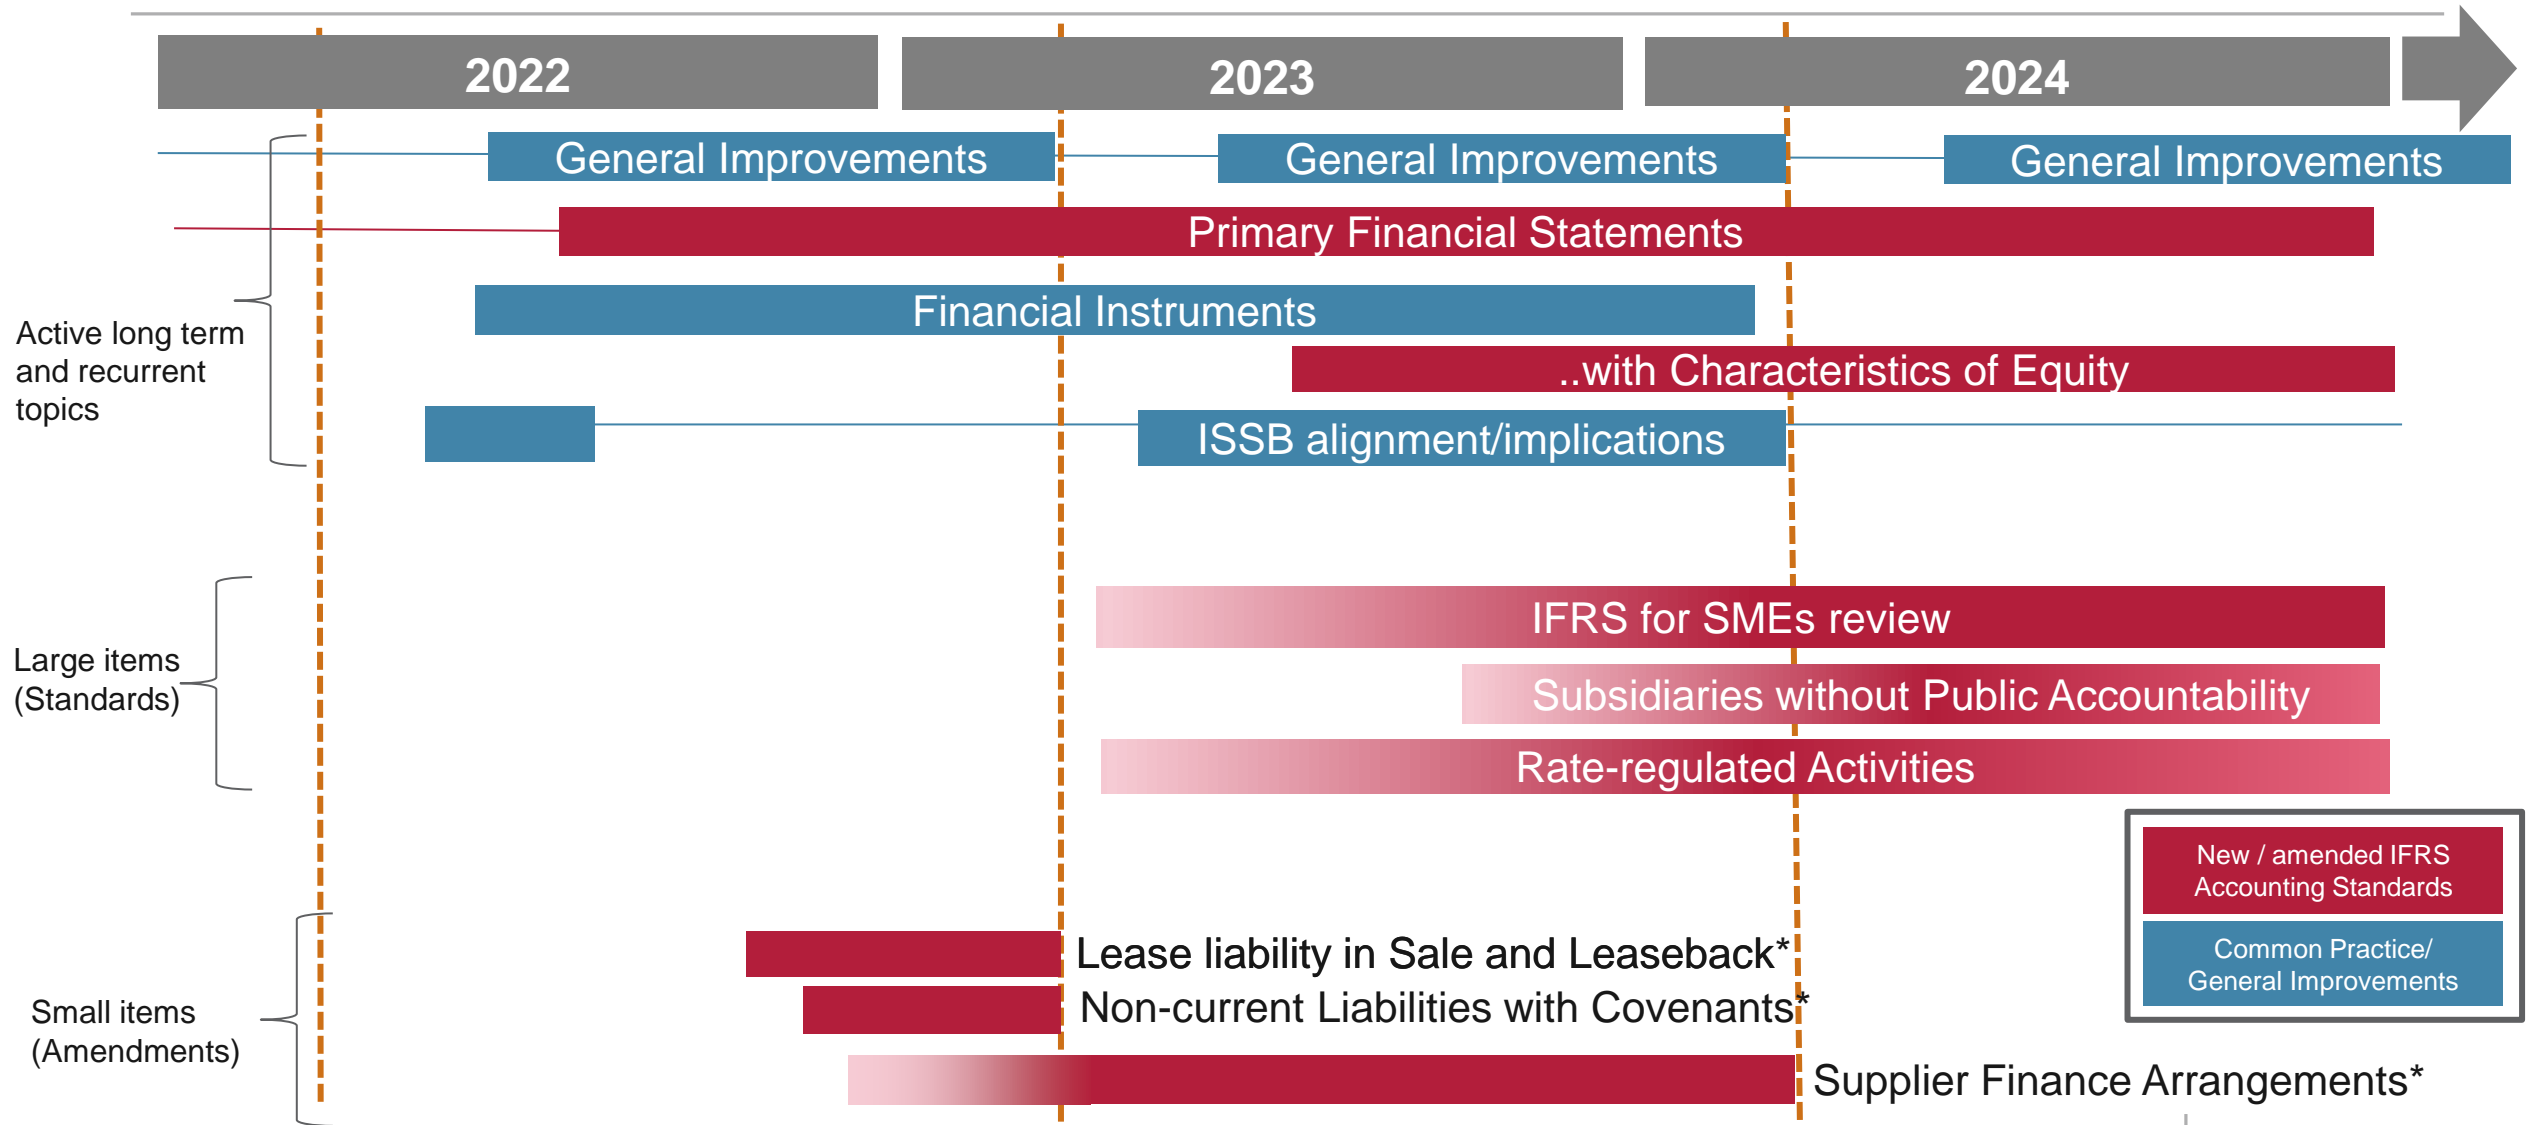 2022
2023
2024
General Improvements
General Improvements
General Improvements
Primary Financial Statements
Financial Instruments
Active long term
and recurrent
topics
..with Characteristics of Equity
ISSB alignment/implications
IFRS for SMEs review
Large items
(Standards)
Subsidiaries without Public Accountability
Rate-regulated Activities
New / amended IFRS
Accounting Standards
Common Practice/
General Improvements
Lease liability in Sale and Leaseback*
Non-current Liabilities with Covenants*
Small items
(Amendments)
Supplier Finance Arrangements*